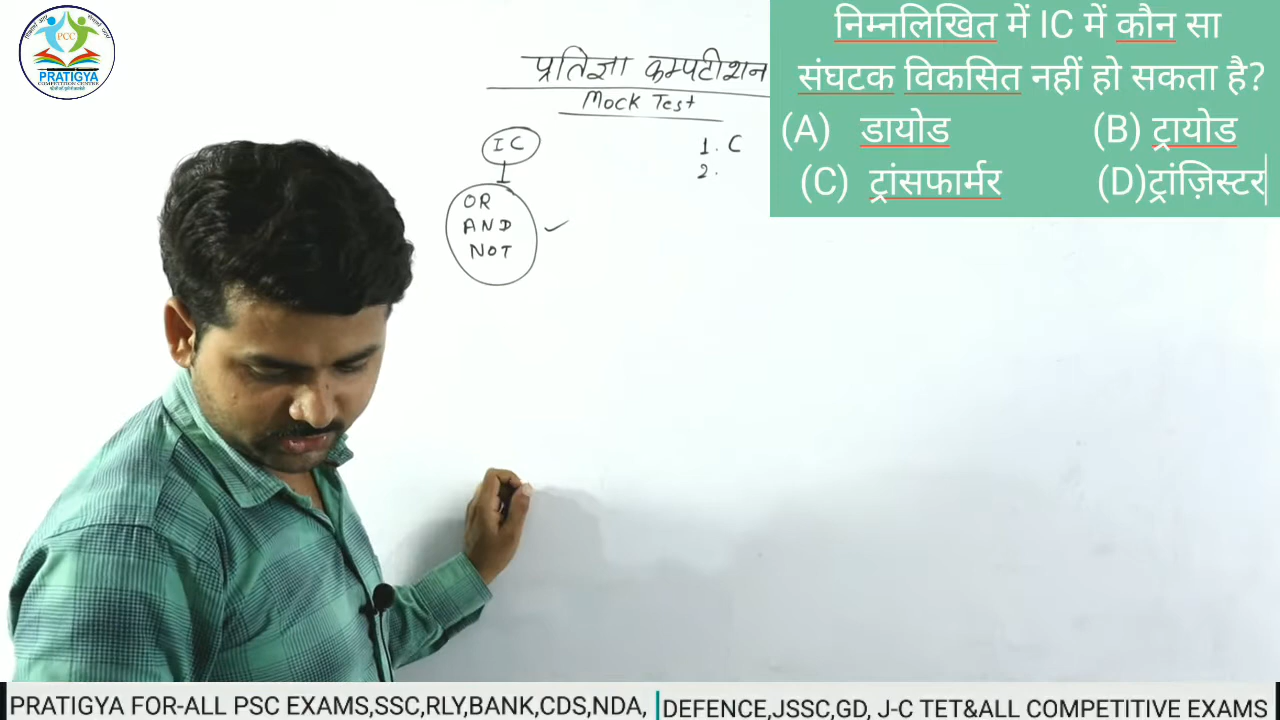 PCC
PRATIGYA
COMPETITION CENTRE
प्रतिज्ञा कम्पटीशन
Mock Test
IC
OR
AND
NOT
1. C
2.
निम्नलिखित में IC में कौन सा
संघटक विकसित नहीं हो सकता है?
(A) डायोड (B) ट्रायोड
(C) ट्रांसफार्मर (D)ट्रांज़िस्टर
PRATIGYA FOR-ALL PSC EXAMS,SSC,RLY,BANK,CDS,NDA, DEFENCE,JSSC,GD, J-C TET&ALL COMPETITIVE EXAMS